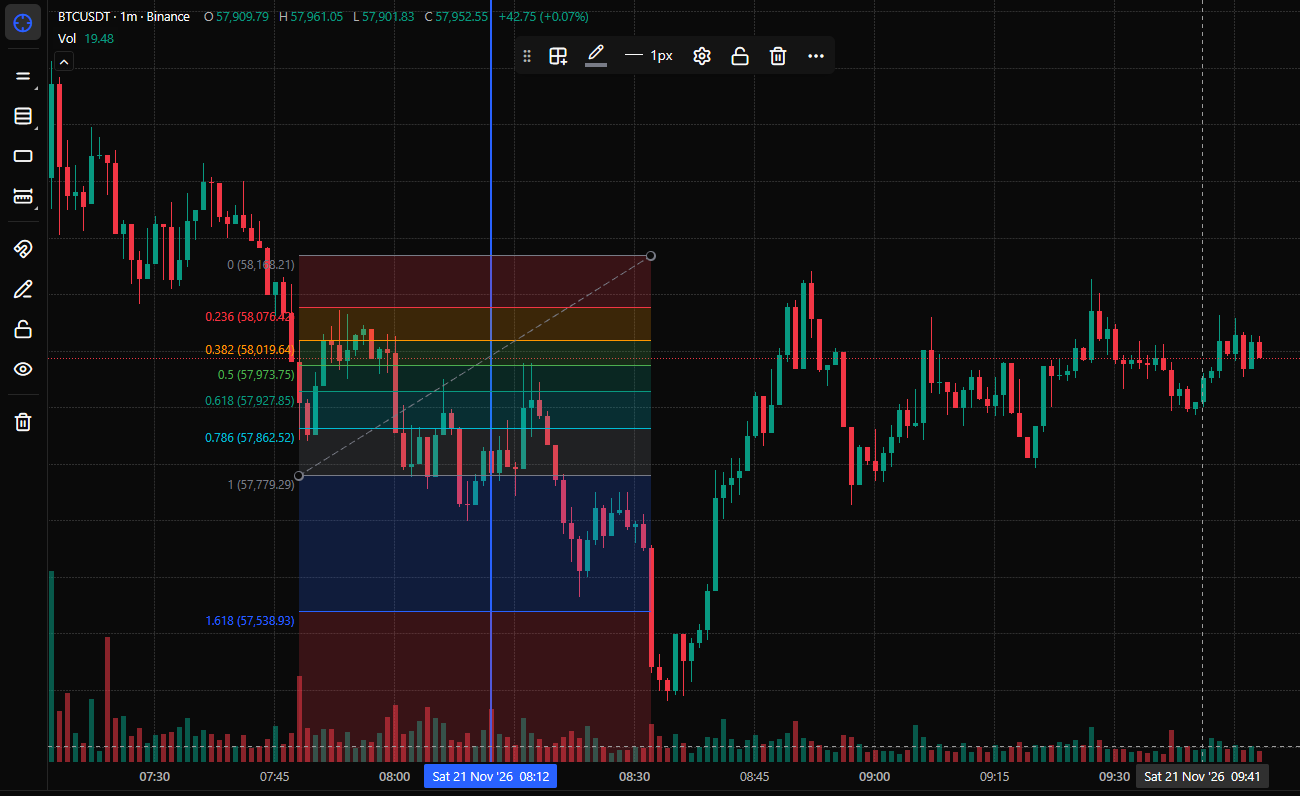 BTCUSDT · 1m · Binance O 57,909.79 H 57,961.05 L 57,901.83 C 57,952.55 +42.75 (+0.07%)
Vol 19.48
1px
0 (58,168.21)
0.236 (58,076.42)
0.382 (58,019.64)
0.5 (57,973.75)
0.618 (57,927.85)
0.786 (57,862.52)
1 (57,779.29)
1.618 (57,538.93)
07:30 07:45 08:00 Sat 21 Nov '26 08:12 08:30 08:45 09:00 09:15 09:30 Sat 21 Nov '26 09:41